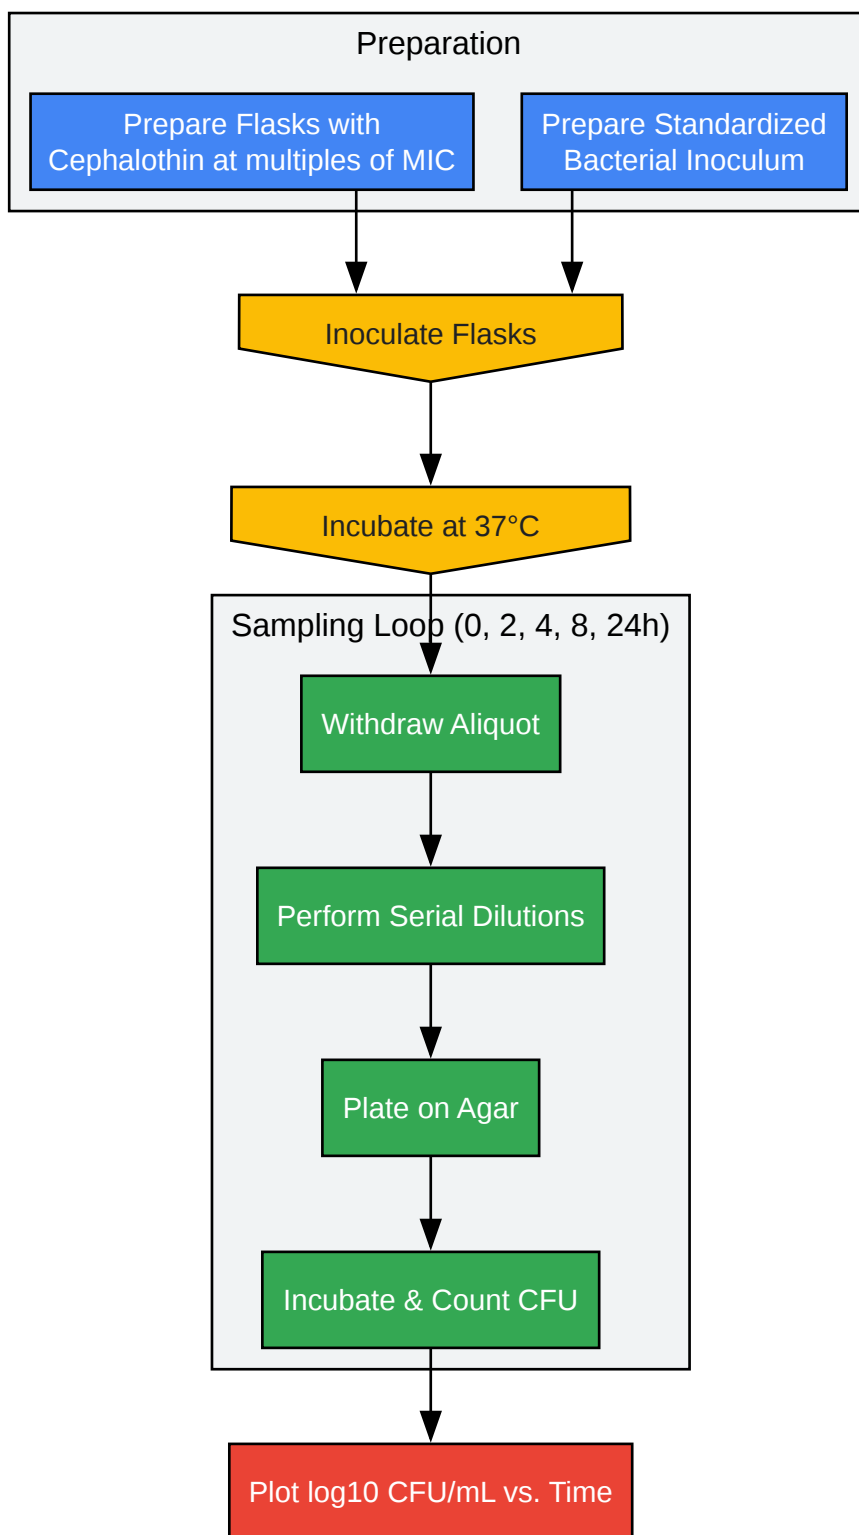 Preparation
Prepare Flasks with
Cephalothin at multiples of MIC
Prepare Standardized
Bacterial Inoculum
Inoculate Flasks
Incubate at 37°C
Sampling Loop (0, 2, 4, 8, 24h)
Withdraw Aliquot
Perform Serial Dilutions
Plate on Agar
Incubate & Count CFU
Plot log10 CFU/mL vs. Time